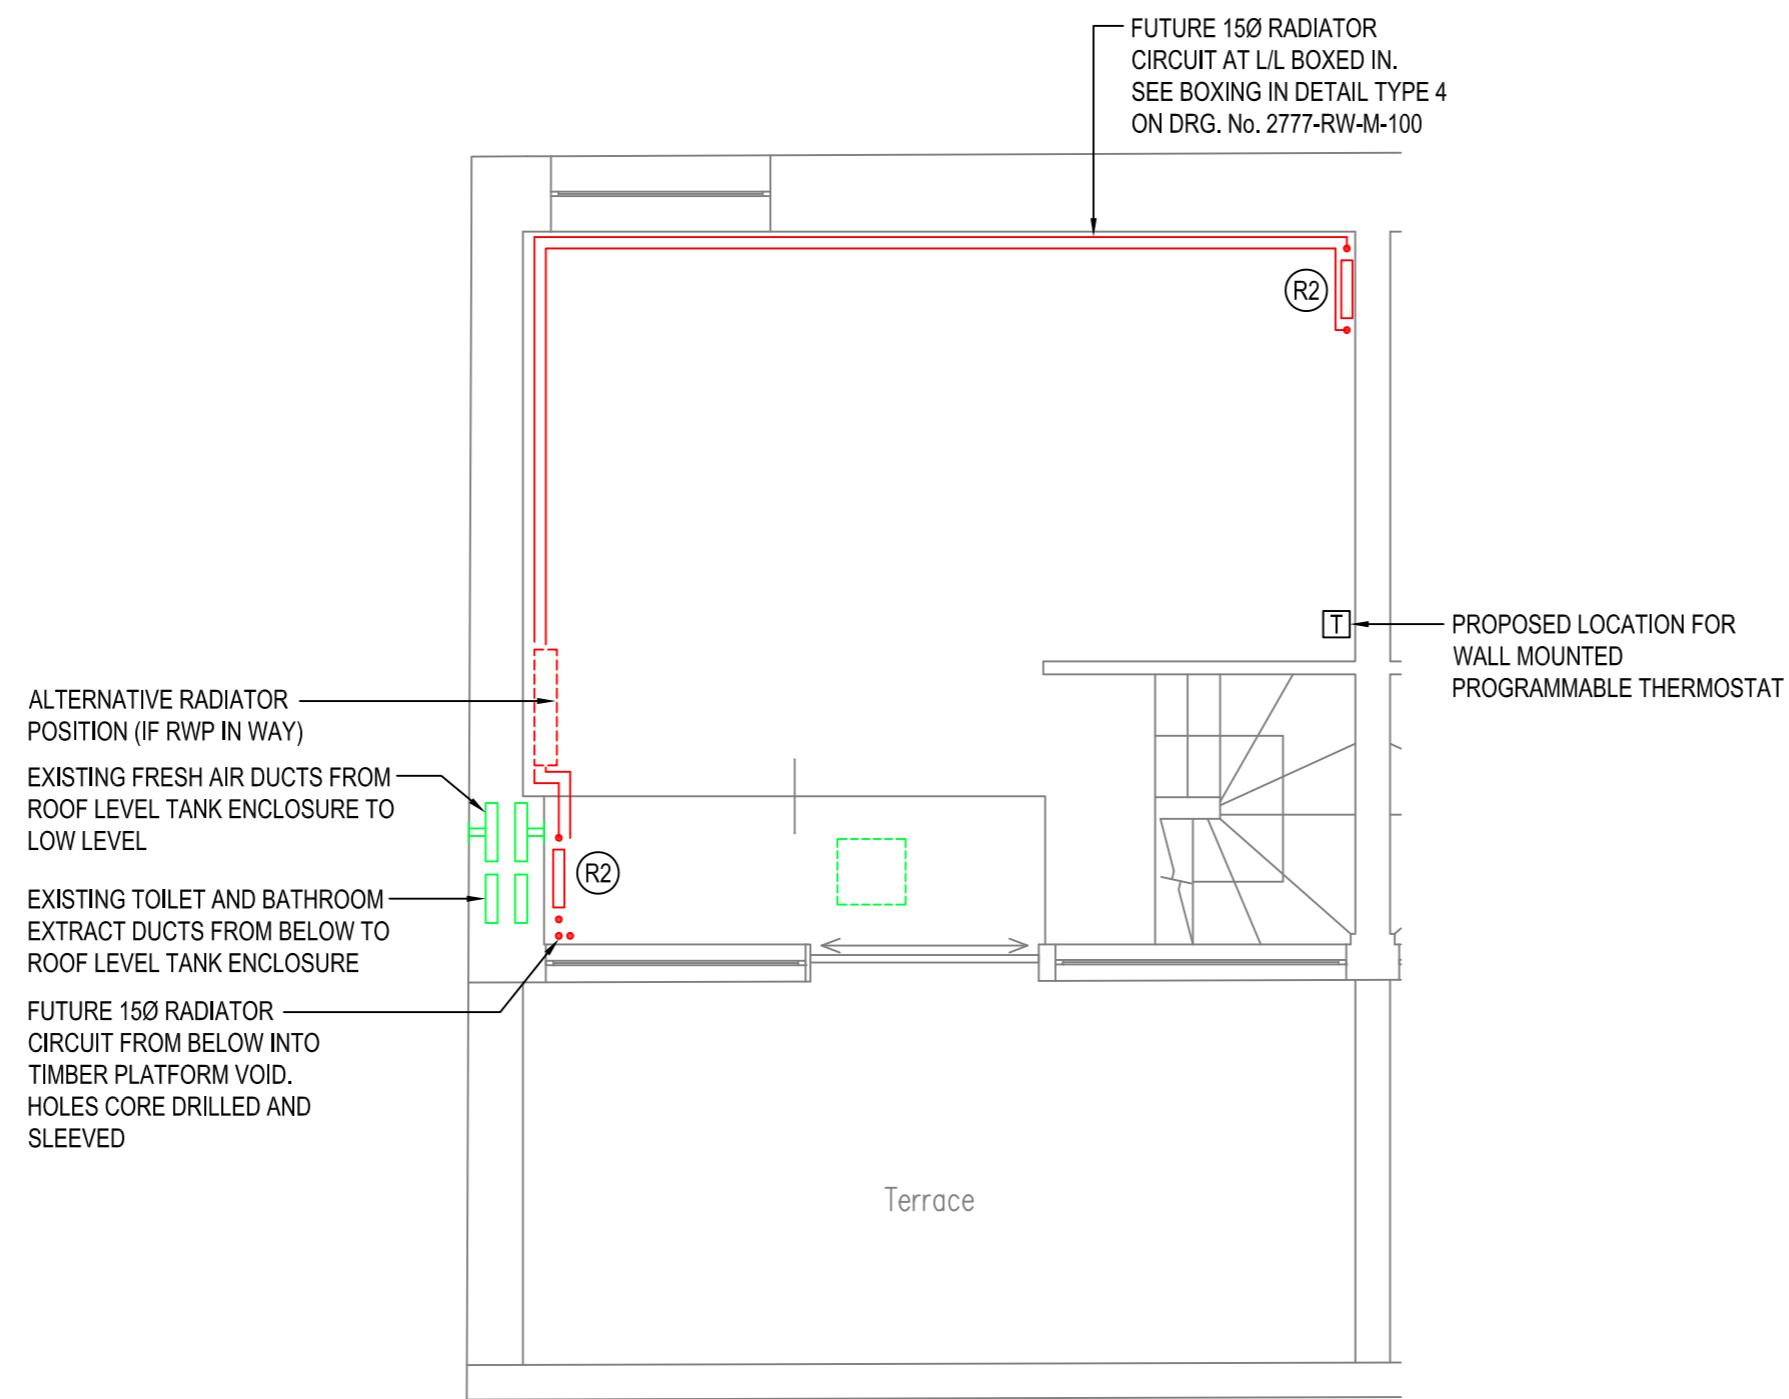 FUTURE 15Ø RADIATOR
CIRCUIT AT L/L BOXED IN.
SEE BOXING IN DETAIL TYPE 4
ON DRG. No. 2777-RW-M-100
R2
T
PROPOSED LOCATION FOR
WALL MOUNTED
PROGRAMMABLE THERMOSTAT
ALTERNATIVE RADIATOR
POSITION (IF RWP IN WAY)
EXISTING FRESH AIR DUCTS FROM
ROOF LEVEL TANK ENCLOSURE TO
LOW LEVEL
R2
EXISTING TOILET AND BATHROOM
EXTRACT DUCTS FROM BELOW TO
ROOF LEVEL TANK ENCLOSURE
FUTURE 15Ø RADIATOR
CIRCUIT FROM BELOW INTO
TIMBER PLATFORM VOID.
HOLES CORE DRILLED AND
SLEEVED
Terrace